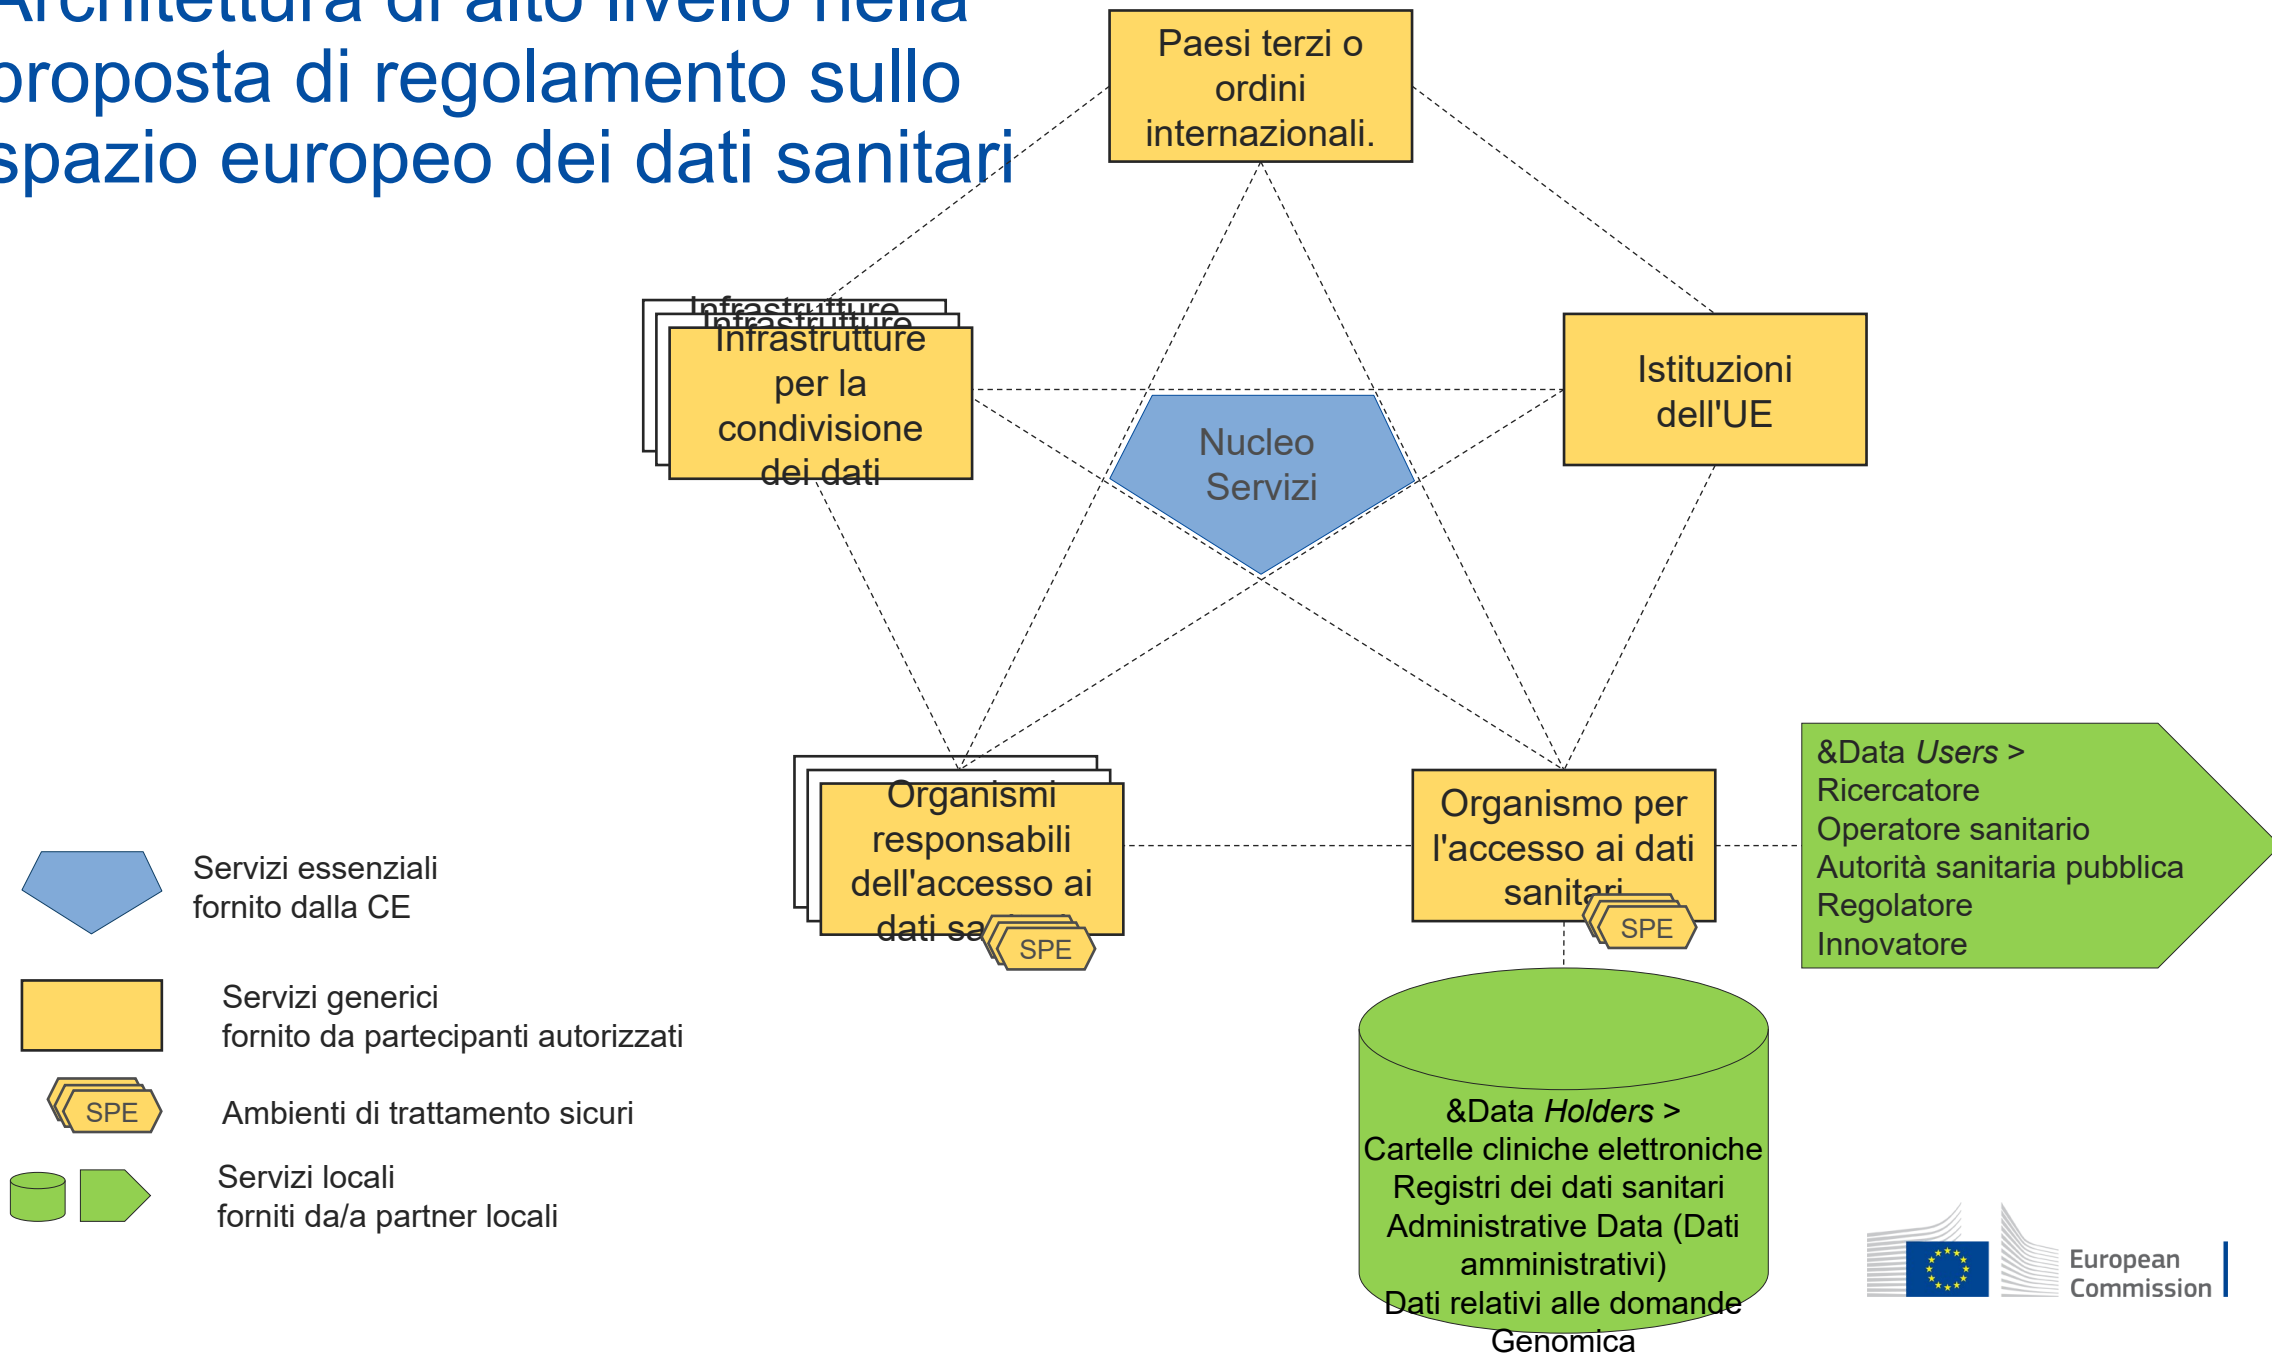 Architettura di alto livello nella
proposta di regolamento sullo
spazio europeo dei dati sanitari
Paesi terzi o
ordini
internazionali.
Infrastrutture
Infrastrutture
Infrastrutture
per la
condivisione
dei dati
Istituzioni
dell'UE
Nucleo
Servizi
Organismi
responsabili
dell'accesso ai
dati
SPE
Organismo per
l'accesso ai dati
sanitari
SPE
&Data Users >
Ricercatore
Operatore sanitario
Autorità sanitaria pubblica
Regolatore
Innovatore
&Data Holders >
Cartelle cliniche elettroniche
Registri dei dati sanitari
Administrative Data (Dati
amministrativi)
Dati relativi alle domande
Genomica
Servizi essenziali
fornito dalla CE
Servizi generici
fornito da partecipanti autorizzati
SPE
Ambienti di trattamento sicuri
Servizi locali
forniti da/a partner locali
European
Commission